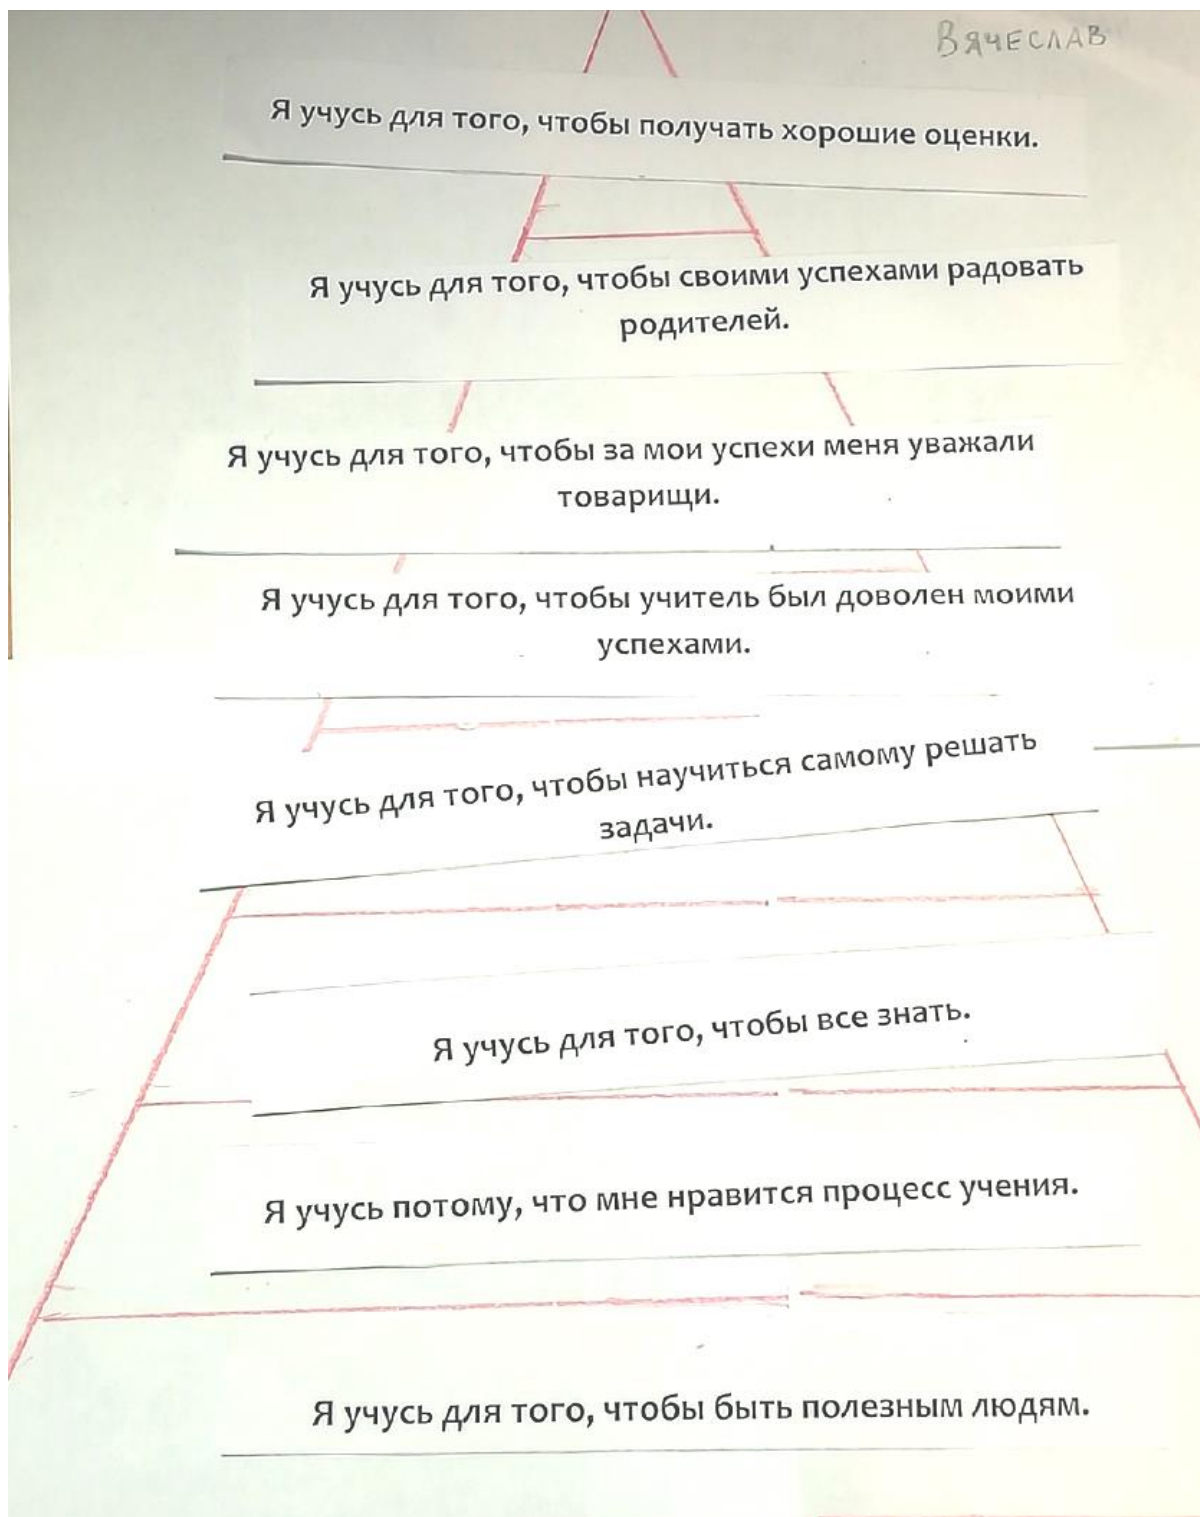 ВЯЧЕСЛАВ
Я учусь для того, чтобы получать хорошие оценки.
Я учусь для того, чтобы своими успехами радовать
родителей.
Я учусь для того, чтобы за мои успехи меня уважали
товарищи.
Я учусь для того, чтобы учитель был доволен моими
успехами.
Я учусь для того, чтобы научиться самому решать
задачи.
Я учусь для того, чтобы все знать.
Я учусь потому, что мне нравится процесс учения.
Я учусь для того, чтобы быть полезным людям.